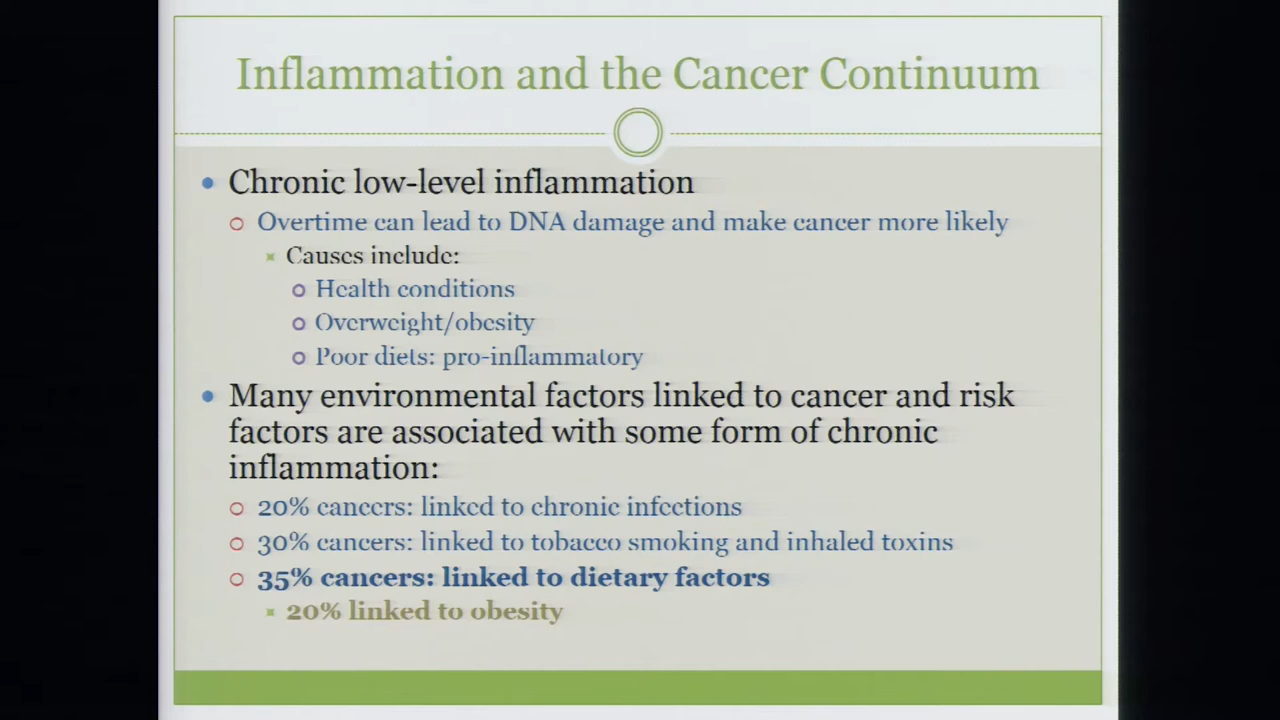 Inflammation and the Cancer Continuum
Chronic low-level inflammation
Overtime can lead to DNA damage and make cancer more likely
Causes include:
Health conditions
Overweight/obesity
Poor diets: pro-inflammatory
Many environmental factors linked to cancer and risk
factors are associated with some form of chronic
inflammation:
20% cancers: linked to chronic infections
30% cancers: linked to tobacco smoking and inhaled toxins
35% cancers: linked to dietary factors
20% linked to obesity